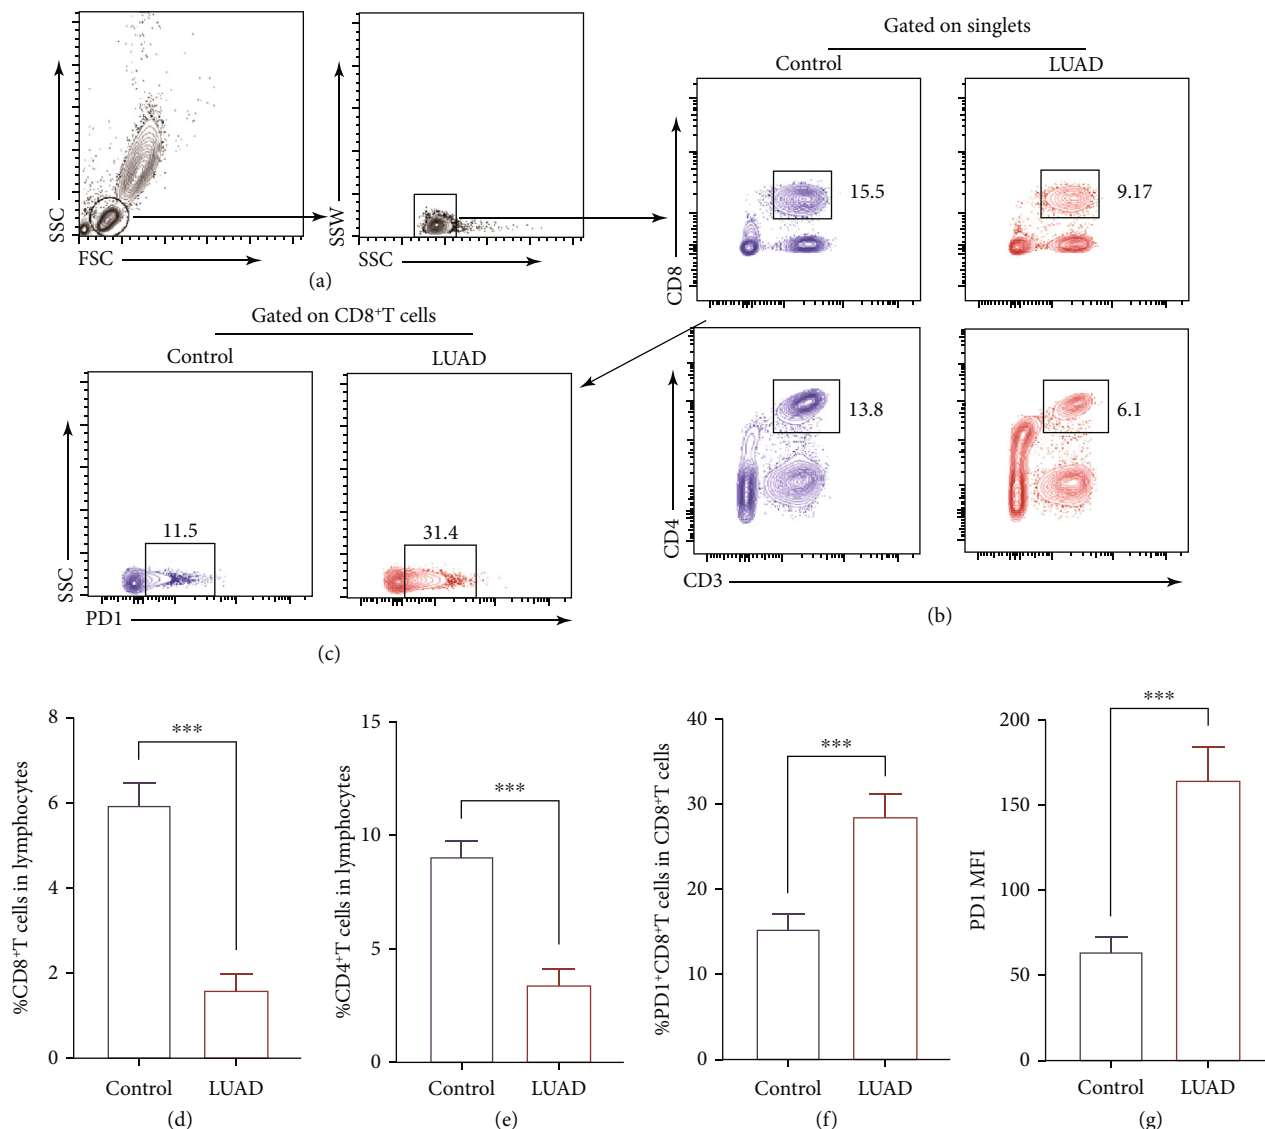 SSC
FSC
SSW
SSC
(a)
Gated on singlets
Control
LUAD
CD8
15.5
9.17
CD4
13.8
6.1
CD3
(b)
Gated on CD8⁺T cells
Control
LUAD
SSC
11.5
31.4
PD1
(c)
%CD8⁺T cells in lymphocytes
8
6
4
2
0
***
Control
LUAD
(d)
%CD4⁺T cells in lymphocytes
15
10
5
0
***
Control
LUAD
(e)
%PD1⁺CD8⁺T cells in CD8⁺T cells
40
30
20
10
0
***
Control
LUAD
(f)
PD1 MFI
200
150
100
50
0
***
Control
LUAD
(g)